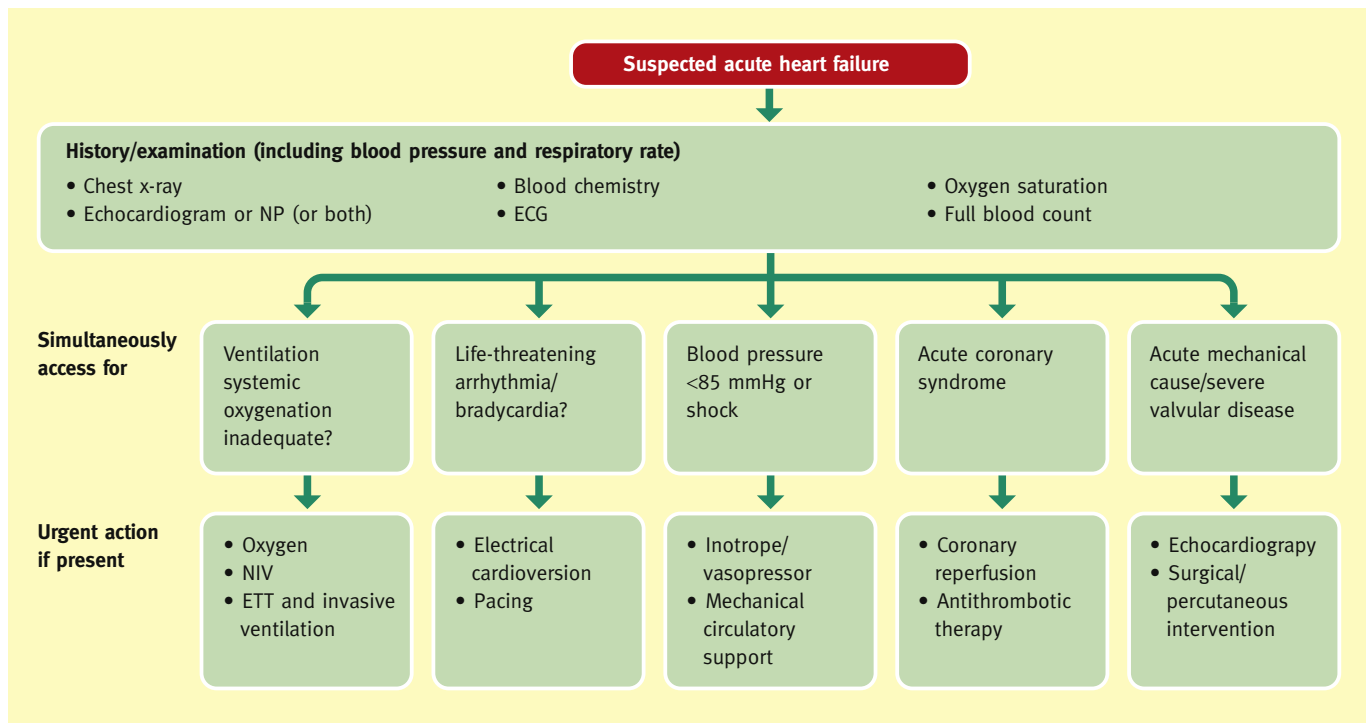 Suspected acute heart failure
History/examination (including blood pressure and respiratory rate)
• Chest x-ray
• Echocardiogram or NP (or both)
• Blood chemistry
• ECG
• Oxygen saturation
• Full blood count
Simultaneously
access for
Ventilation
systemic
oxygenation
inadequate?
Life-threatening
arrhythmia/
bradycardia?
Blood pressure
<85 mmHg or
shock
Acute coronary
syndrome
Acute mechanical
cause/severe
valvular disease
Urgent action
if present
• Oxygen
• NIV
• ETT and invasive
ventilation
• Electrical
cardioversion
• Pacing
• Inotrope/
vasopressor
• Mechanical
circulatory
support
• Coronary
reperfusion
• Antithrombotic
therapy
• Echocardiograpy
• Surgical/
percutaneous
intervention